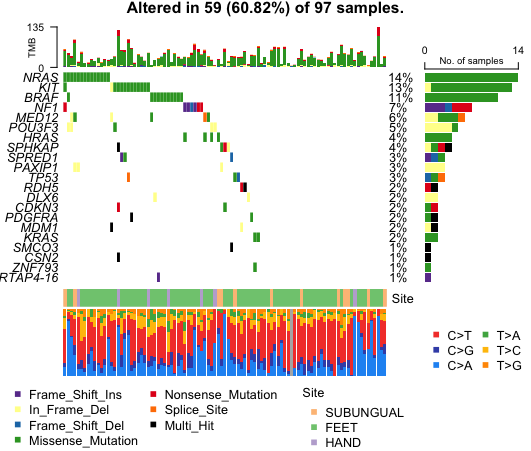 Altered in 59 (60.82%) of 97 samples.
135
TMB
0
0 14
No. of samples
NRAS 14%
KIT 13%
BRAF 11%
NF1 7%
MED12 6%
POU3F3 5%
HRAS 4%
SPHKAP 4%
SPRED1 3%
PAXIP1 3%
TP53 3%
RDH5 2%
DLX6 2%
CDKN3 2%
PDGFRA 2%
MDM1 2%
KRAS 2%
SMCO3 1%
CSN2 1%
ZNF793 1%
RTAP4-16 1%
Site
C>T T>A
C>G T>C
C>A T>G
Frame_Shift_Ins Nonsense_Mutation
In_Frame_Del Splice_Site
Frame_Shift_Del Multi_Hit
Missense_Mutation
Site
SUBUNGUAL
FEET
HAND